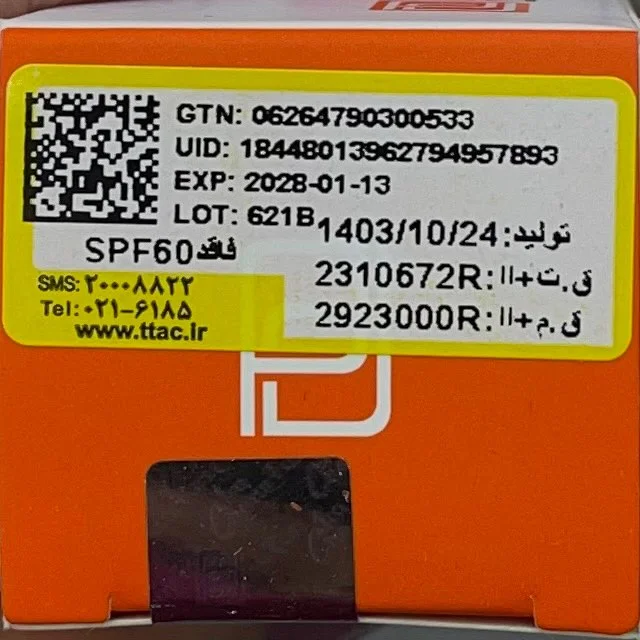 GTN: 06264790300533
UID: 18448013962794957893
EXP: 2028-01-13
LOT: 621B
تولید: 1403/10/24
SPF60 فاقد
ق.ت+اا: 2310672R
ق.م+اا: 2923000R
SMS: ۲۰۰۰۸۸۲۲
Tel: ۰۲۱-۶۱۸۵
www.ttac.ir